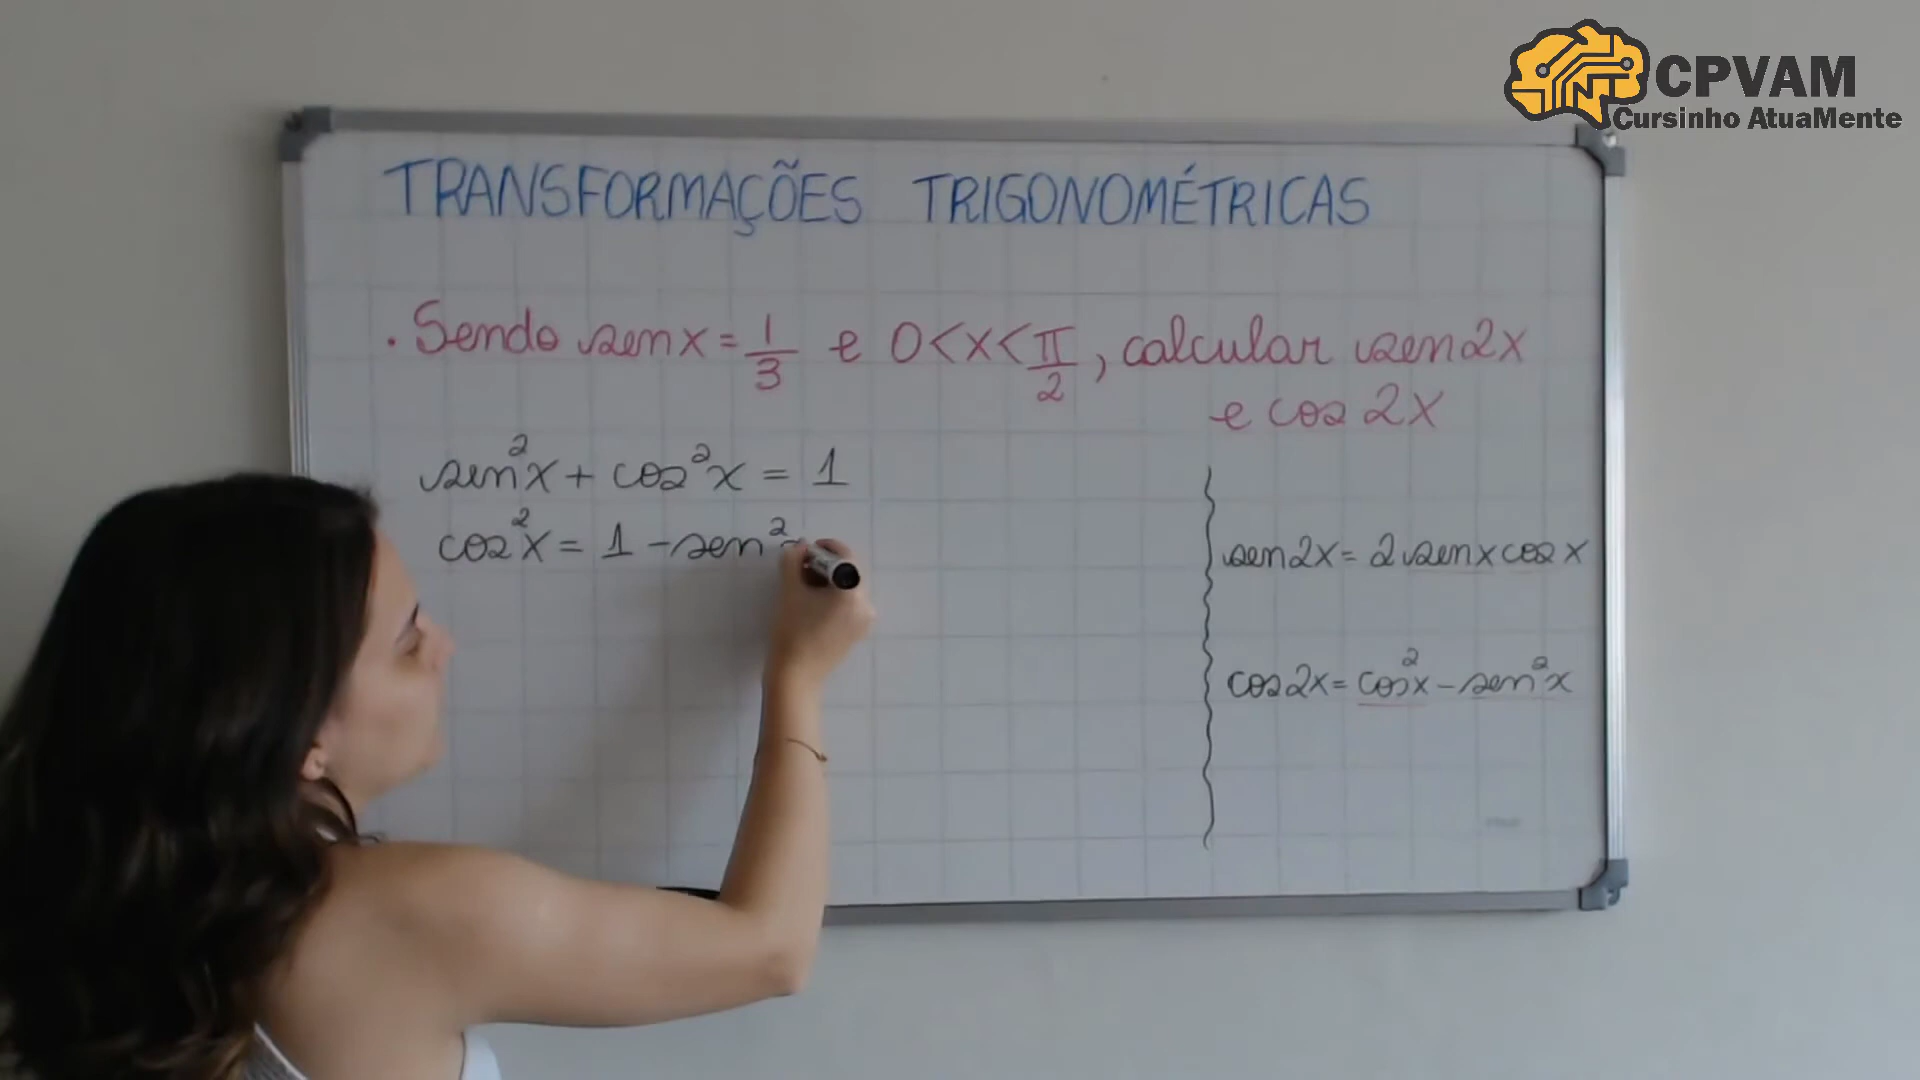 CPVAM
Cursinho AtuaMente
TRANSFORMAÇÕES TRIGONOMÉTRICAS
. Sendo sen x = 1/3 e 0 < x < π/2, calcular sen 2x
e cos 2x
sen²x + cos²x = 1
cos²x = 1 - sen²
sen 2x = 2 sen x cos x
cos 2x = cos²x - sen²x